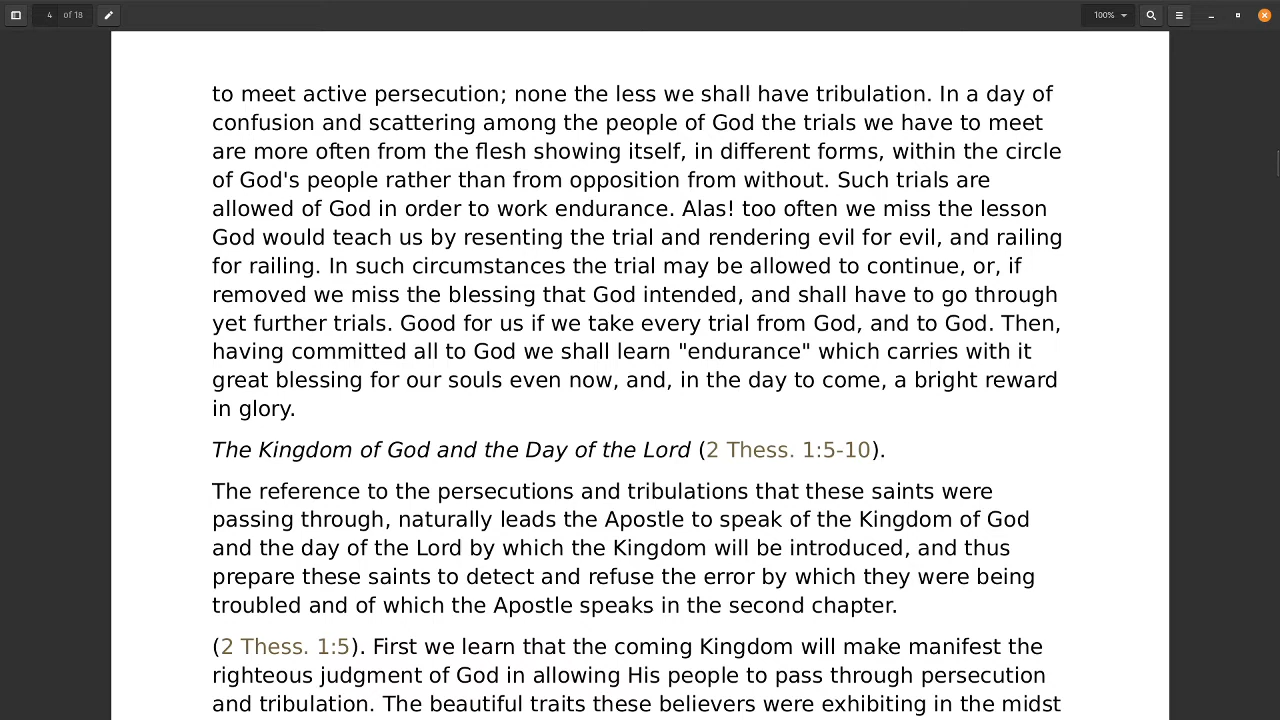 4 of 18
100%
to meet active persecution; none the less we shall have tribulation. In a day of
confusion and scattering among the people of God the trials we have to meet
are more often from the flesh showing itself, in different forms, within the circle
of God's people rather than from opposition from without. Such trials are
allowed of God in order to work endurance. Alas! too often we miss the lesson
God would teach us by resenting the trial and rendering evil for evil, and railing
for railing. In such circumstances the trial may be allowed to continue, or, if
removed we miss the blessing that God intended, and shall have to go through
yet further trials. Good for us if we take every trial from God, and to God. Then,
having committed all to God we shall learn "endurance" which carries with it
great blessing for our souls even now, and, in the day to come, a bright reward
in glory.
The Kingdom of God and the Day of the Lord (2 Thess. 1:5-10).
The reference to the persecutions and tribulations that these saints were
passing through, naturally leads the Apostle to speak of the Kingdom of God
and the day of the Lord by which the Kingdom will be introduced, and thus
prepare these saints to detect and refuse the error by which they were being
troubled and of which the Apostle speaks in the second chapter.
(2 Thess. 1:5). First we learn that the coming Kingdom will make manifest the
righteous judgment of God in allowing His people to pass through persecution
and tribulation. The beautiful traits these believers were exhibiting in the midst